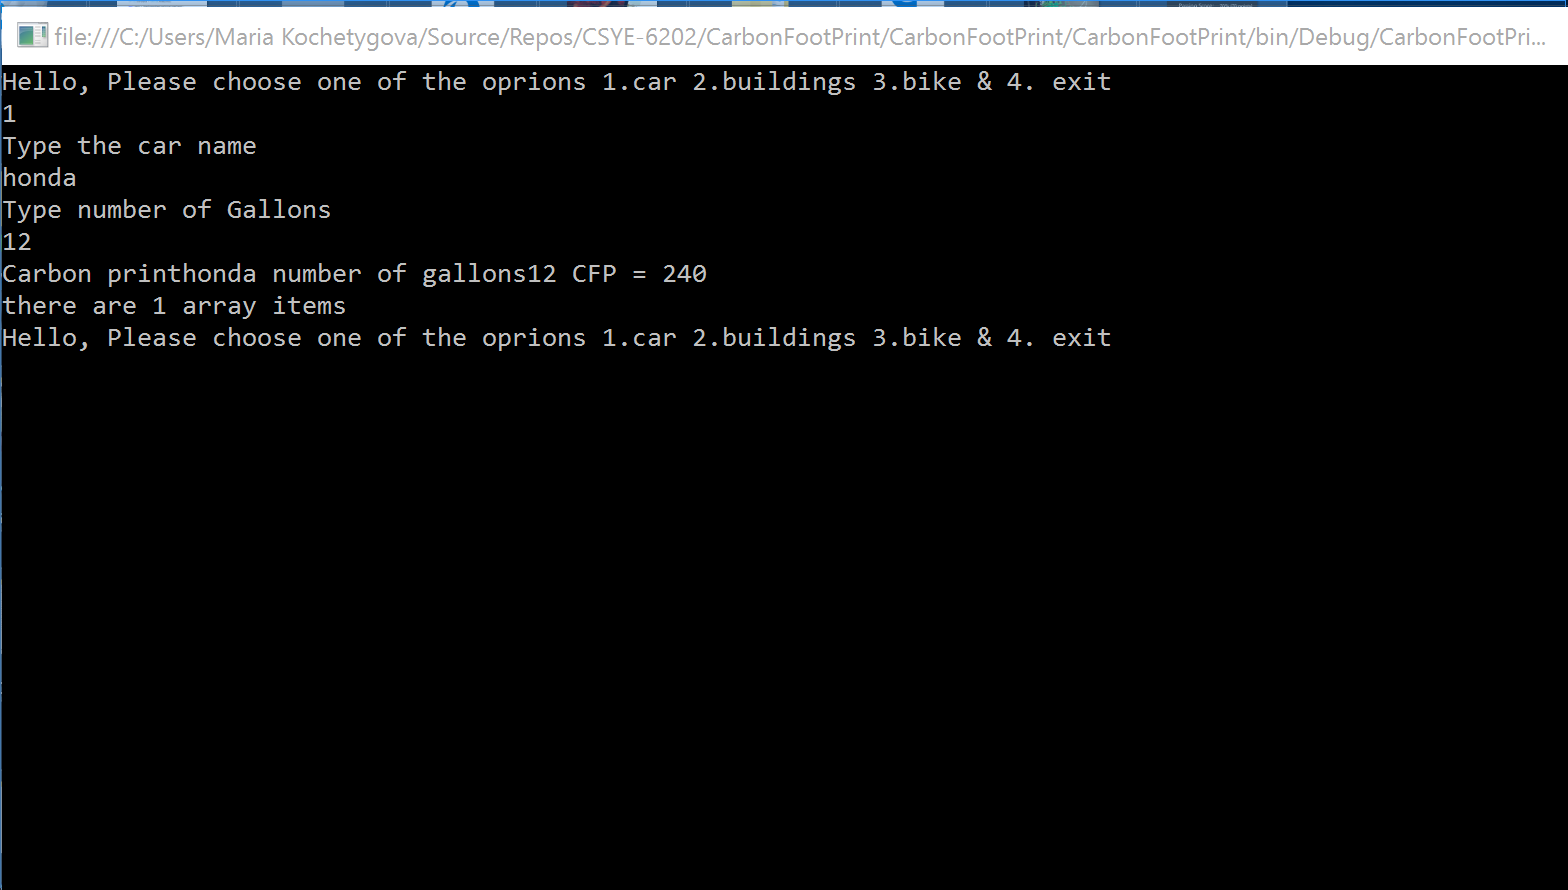 file:///C:/Users/Maria Kochetygova/Source/Repos/CSYE-6202/CarbonFootPrint/CarbonFootPrint/CarbonFootPrint/bin/Debug/CarbonFootPri...
Hello, Please choose one of the oprions 1.car 2.buildings 3.bike & 4. exit
1
Type the car name
honda
Type number of Gallons
12
Carbon printhonda number of gallons12 CFP = 240
there are 1 array items
Hello, Please choose one of the oprions 1.car 2.buildings 3.bike & 4. exit